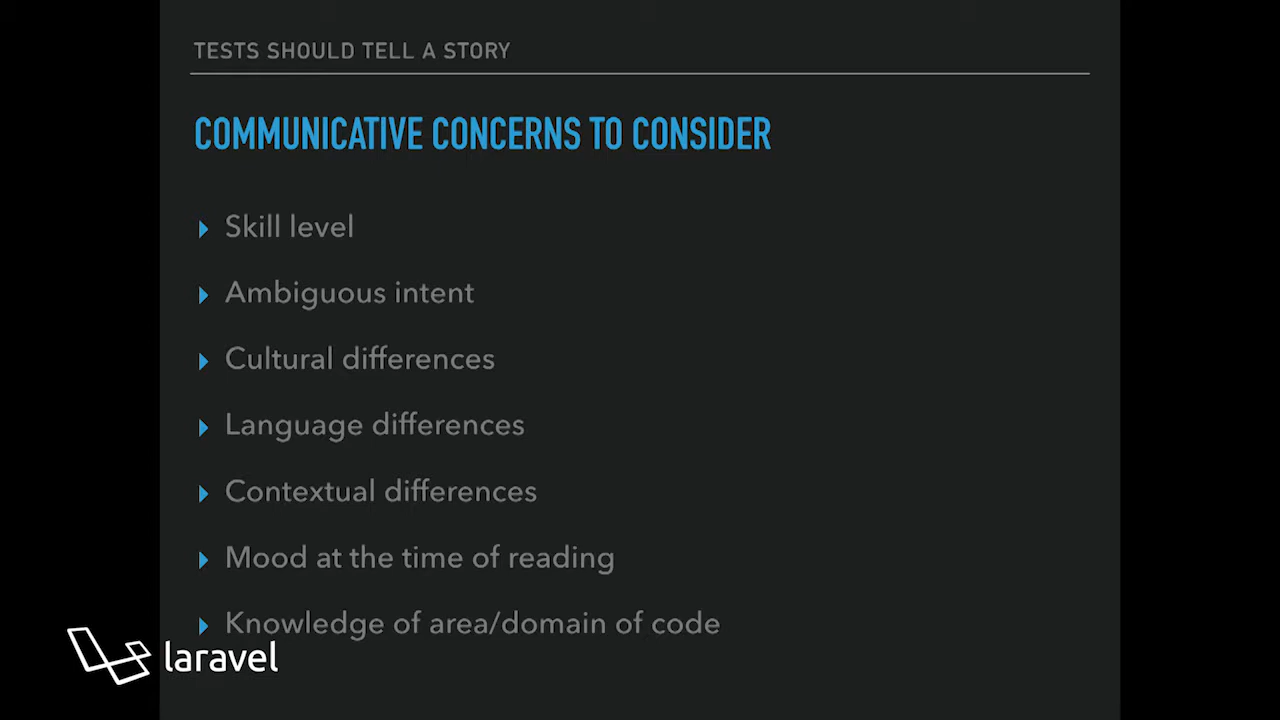 TESTS SHOULD TELL A STORY
COMMUNICATIVE CONCERNS TO CONSIDER
Skill level
Ambiguous intent
Cultural differences
Language differences
Contextual differences
Mood at the time of reading
Knowledge of area/domain of code
laravel